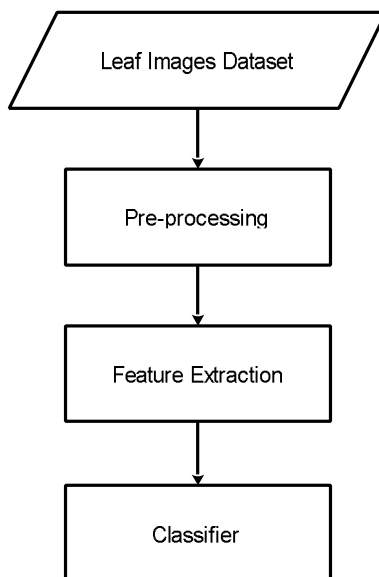 Leaf Images Dataset
Pre-processing
Feature Extraction
Classifier